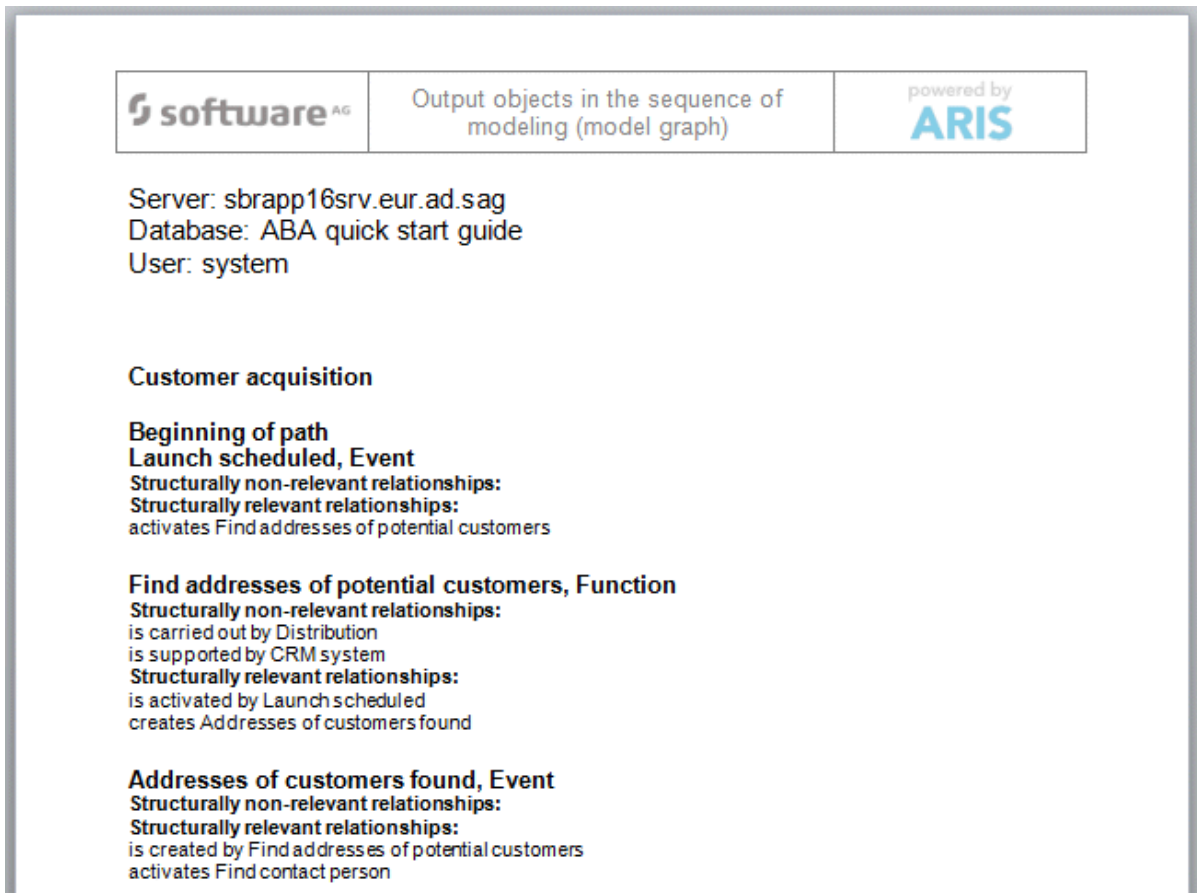 software AG
Output objects in the sequence of
modeling (model graph)
powered by
ARIS
Server: sbrapp16srv.eur.ad.sag
Database: ABA quick start guide
User: system
Customer acquisition
Beginning of path
Launch scheduled, Event
Structurally non-relevant relationships:
Structurally relevant relationships:
activates Find addresses of potential customers
Find addresses of potential customers, Function
Structurally non-relevant relationships:
is carried out by Distribution
is supported by CRM system
Structurally relevant relationships:
is activated by Launch scheduled
creates Addresses of customers found
Addresses of customers found, Event
Structurally non-relevant relationships:
Structurally relevant relationships:
is created by Find addresses of potential customers
activates Find contact person